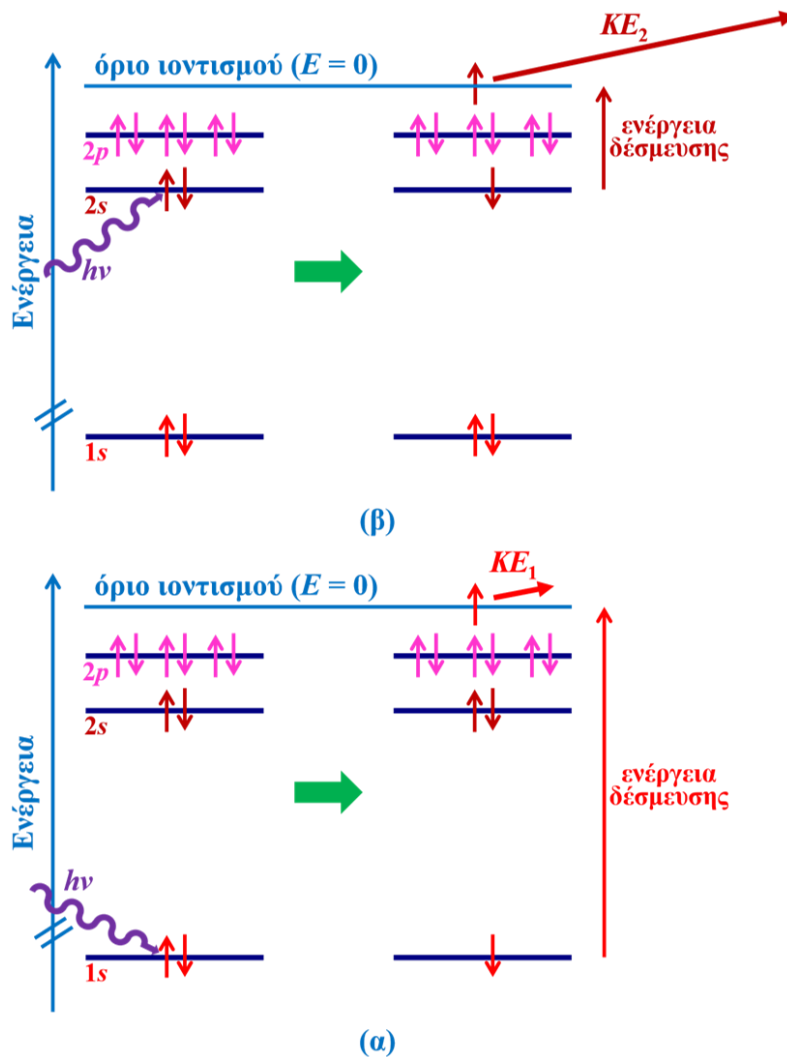 KE2
όριο ιοντισμού (E = 0)
2p
ενέργεια
δέσμευσης
2s
hν
Ενέργεια
1s
(β)
KE1
όριο ιοντισμού (E = 0)
2p
2s
Ενέργεια
ενέργεια
δέσμευσης
hν
1s
(α)